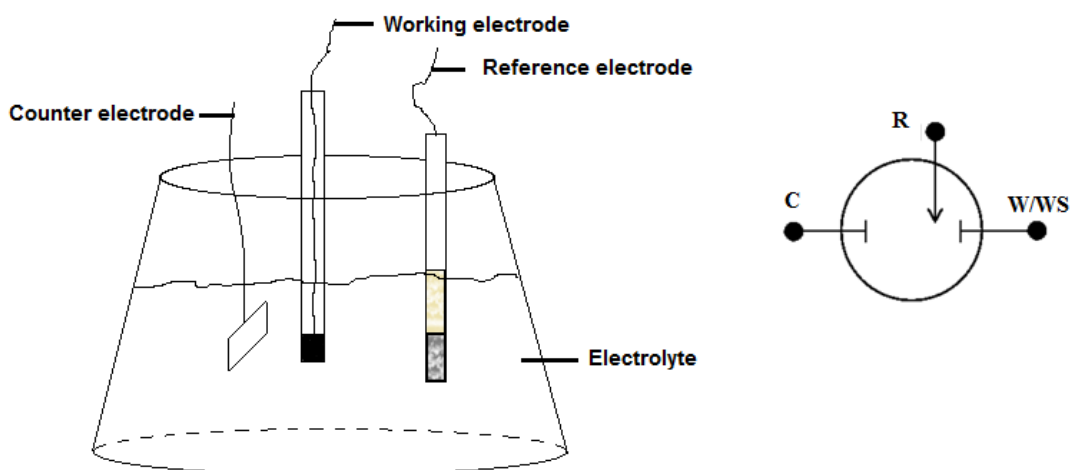 Working electrode
Reference electrode
Counter electrode
R
C
W/WS
Electrolyte